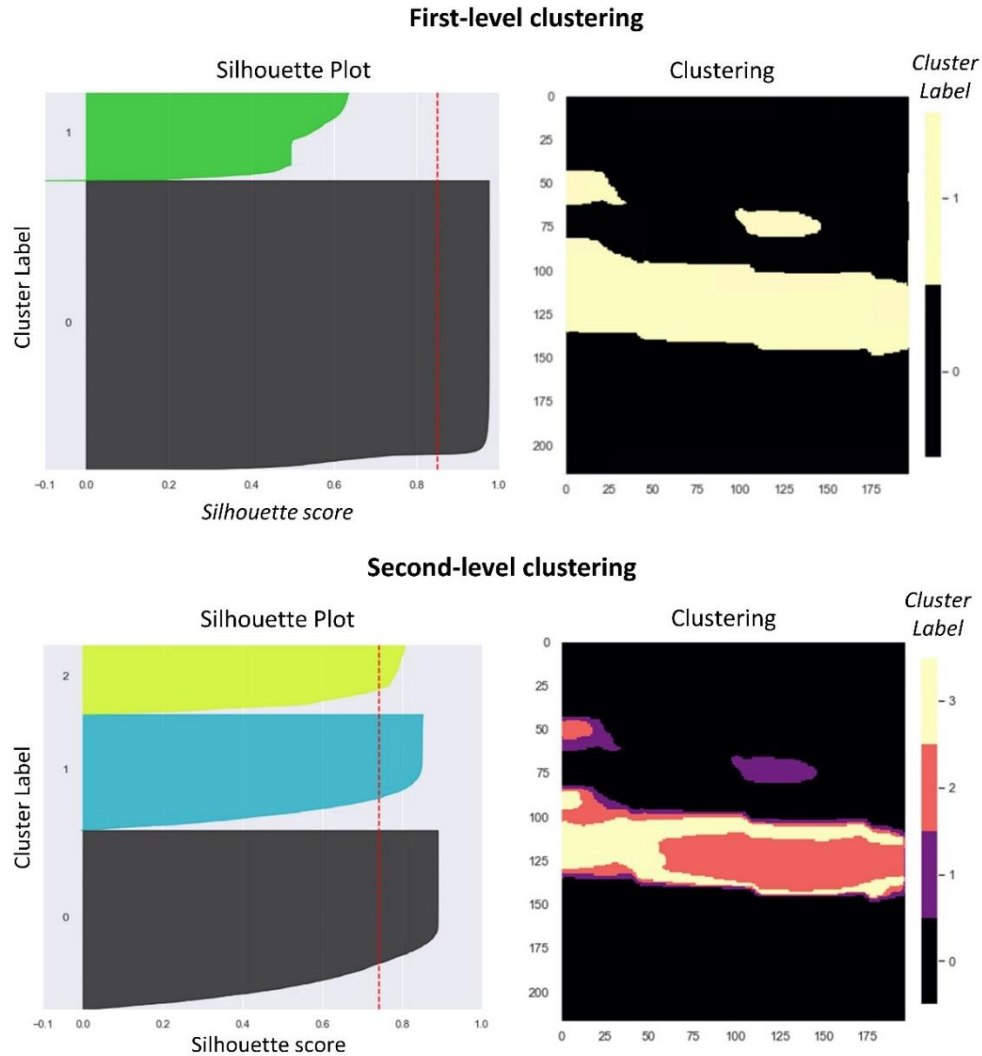 First-level clustering
Silhouette Plot
1
0
Cluster Label
−0.1 0.0 0.2 0.4 0.6 0.8 1.0
Silhouette score
Clustering
Cluster
Label
0
25
50
75
100
125
150
175
200
0 25 50 75 100 125 150 175
1
0
Second-level clustering
Silhouette Plot
2
1
0
Cluster Label
−0.1 0.0 0.2 0.4 0.6 0.8 1.0
Silhouette score
Clustering
Cluster
Label
0
25
50
75
100
125
150
175
200
0 25 50 75 100 125 150 175
3
2
1
0